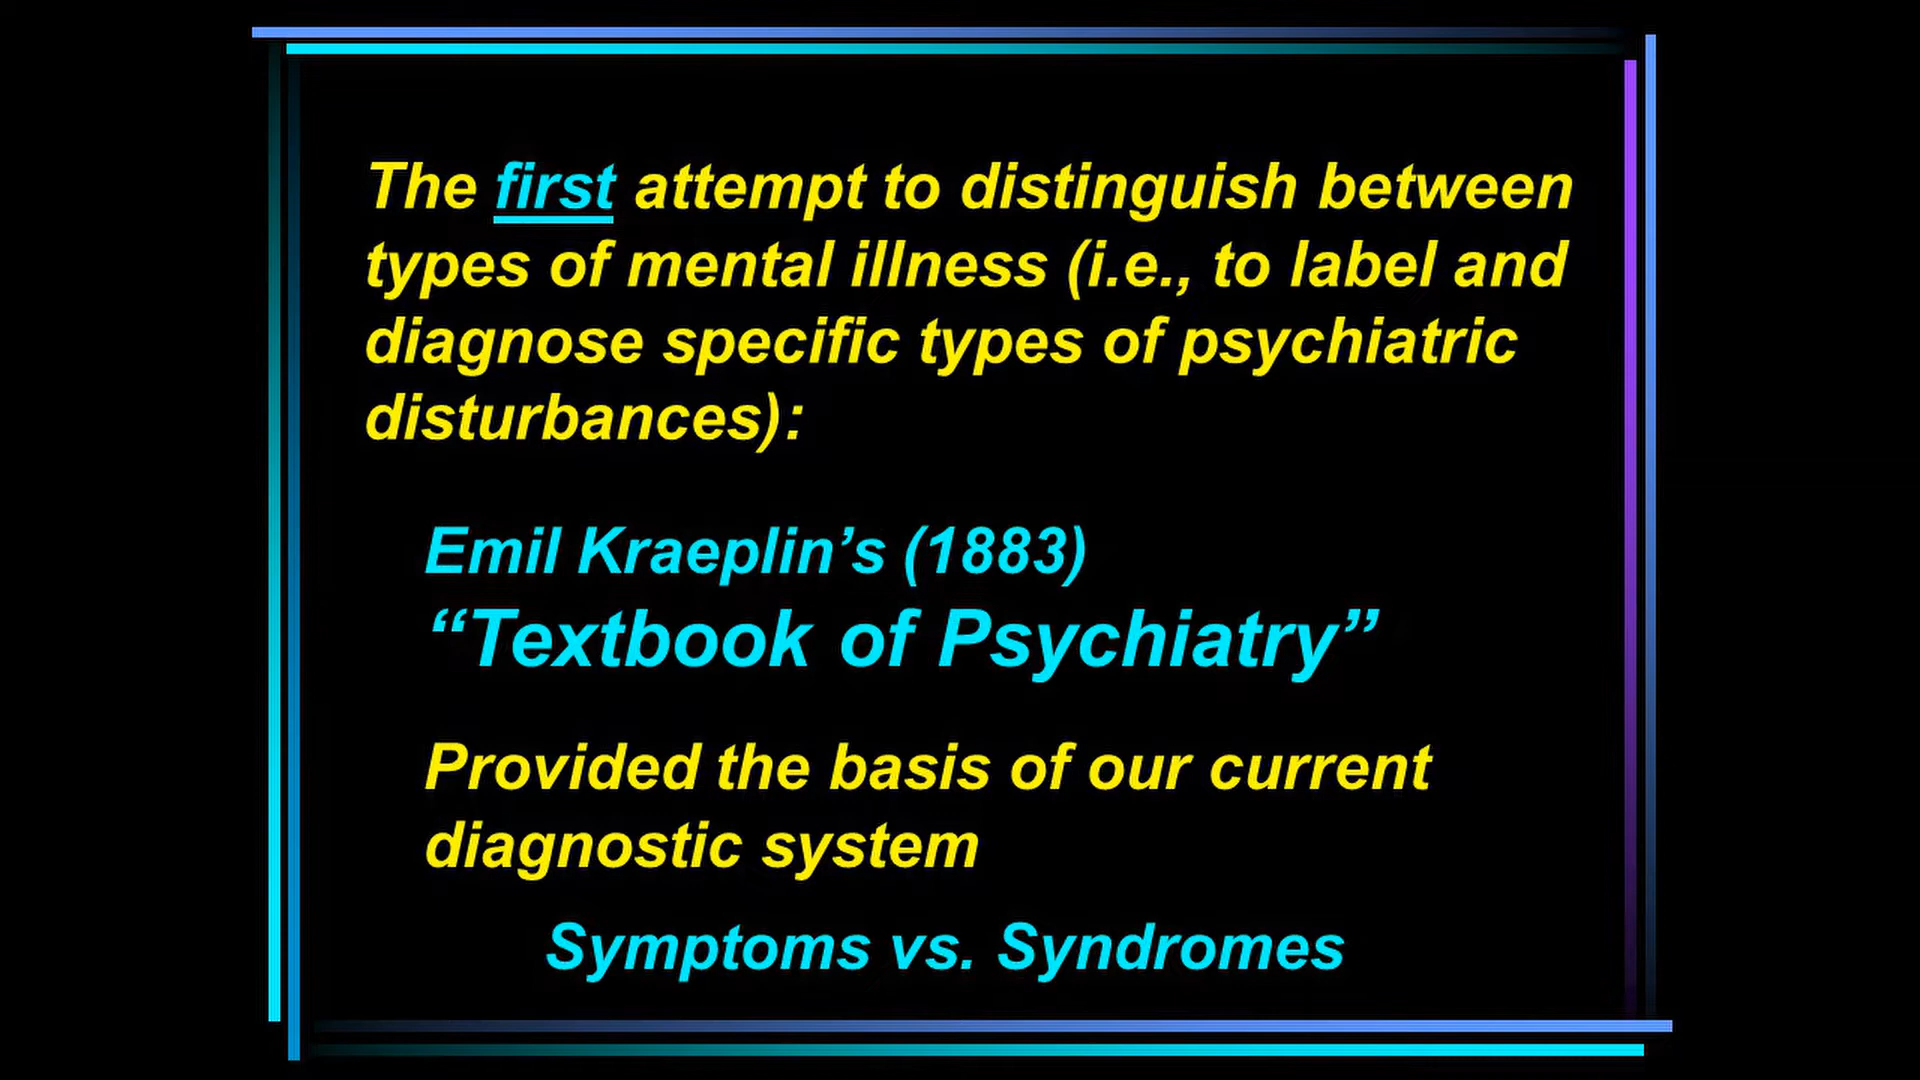 The first attempt to distinguish between
types of mental illness (i.e., to label and
diagnose specific types of psychiatric
disturbances):
Emil Kraeplin’s (1883)
“Textbook of Psychiatry”
Provided the basis of our current
diagnostic system
Symptoms vs. Syndromes